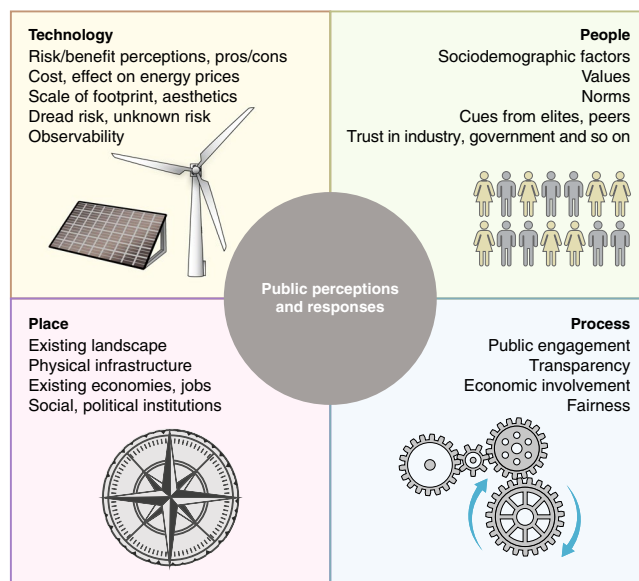 Technology
Risk/benefit perceptions, pros/cons
Cost, effect on energy prices
Scale of footprint, aesthetics
Dread risk, unknown risk
Observability
People
Sociodemographic factors
Values
Norms
Cues from elites, peers
Trust in industry, government and so on
Public perceptions
and responses
Place
Existing landscape
Physical infrastructure
Existing economies, jobs
Social, political institutions
Process
Public engagement
Transparency
Economic involvement
Fairness